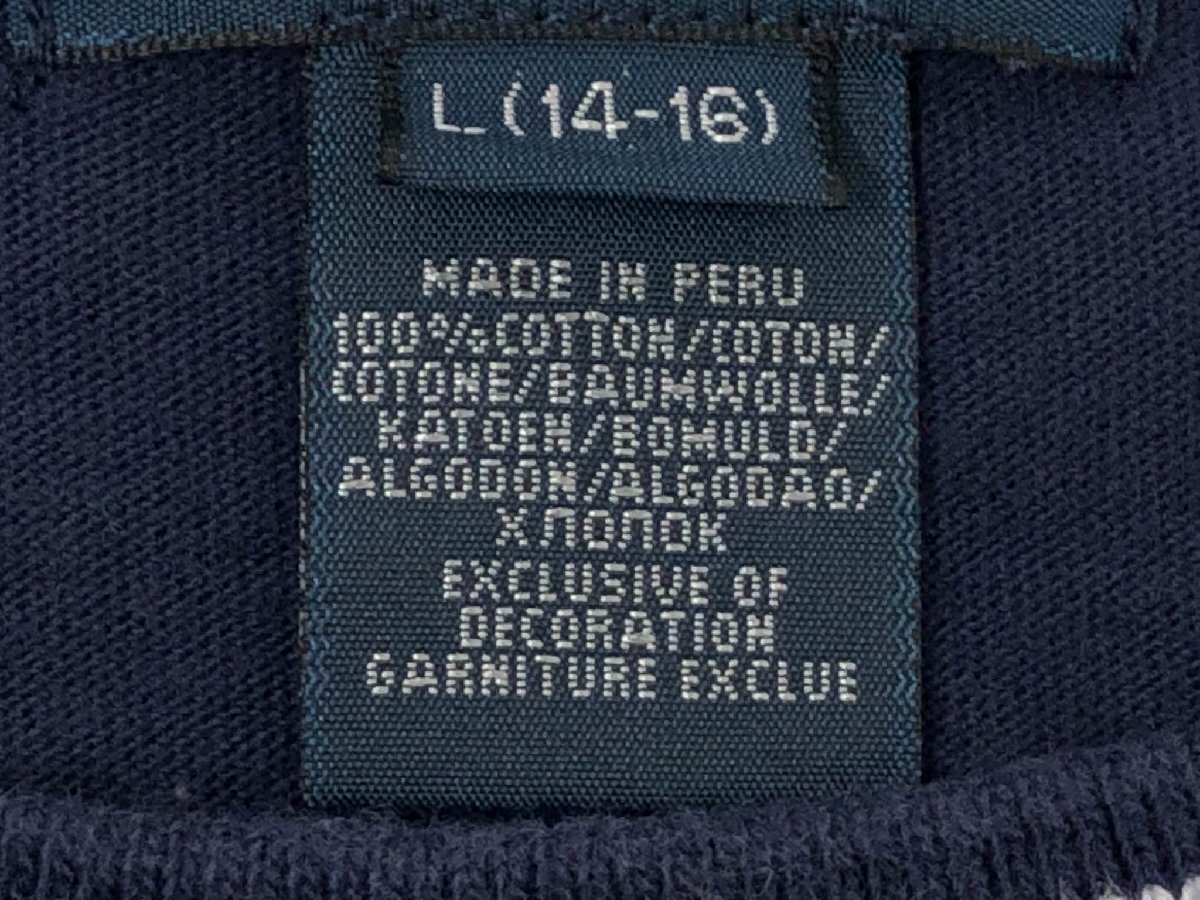 L (14-16)
MADE IN PERU
100% COTTON/COTON/
COTONE/BAUMWOLLE/
KATOEN/BOMULD/
ALGODON/ALGODAO/
ХЛОПОК
EXCLUSIVE OF
DECORATION
GARNITURE EXCLUE